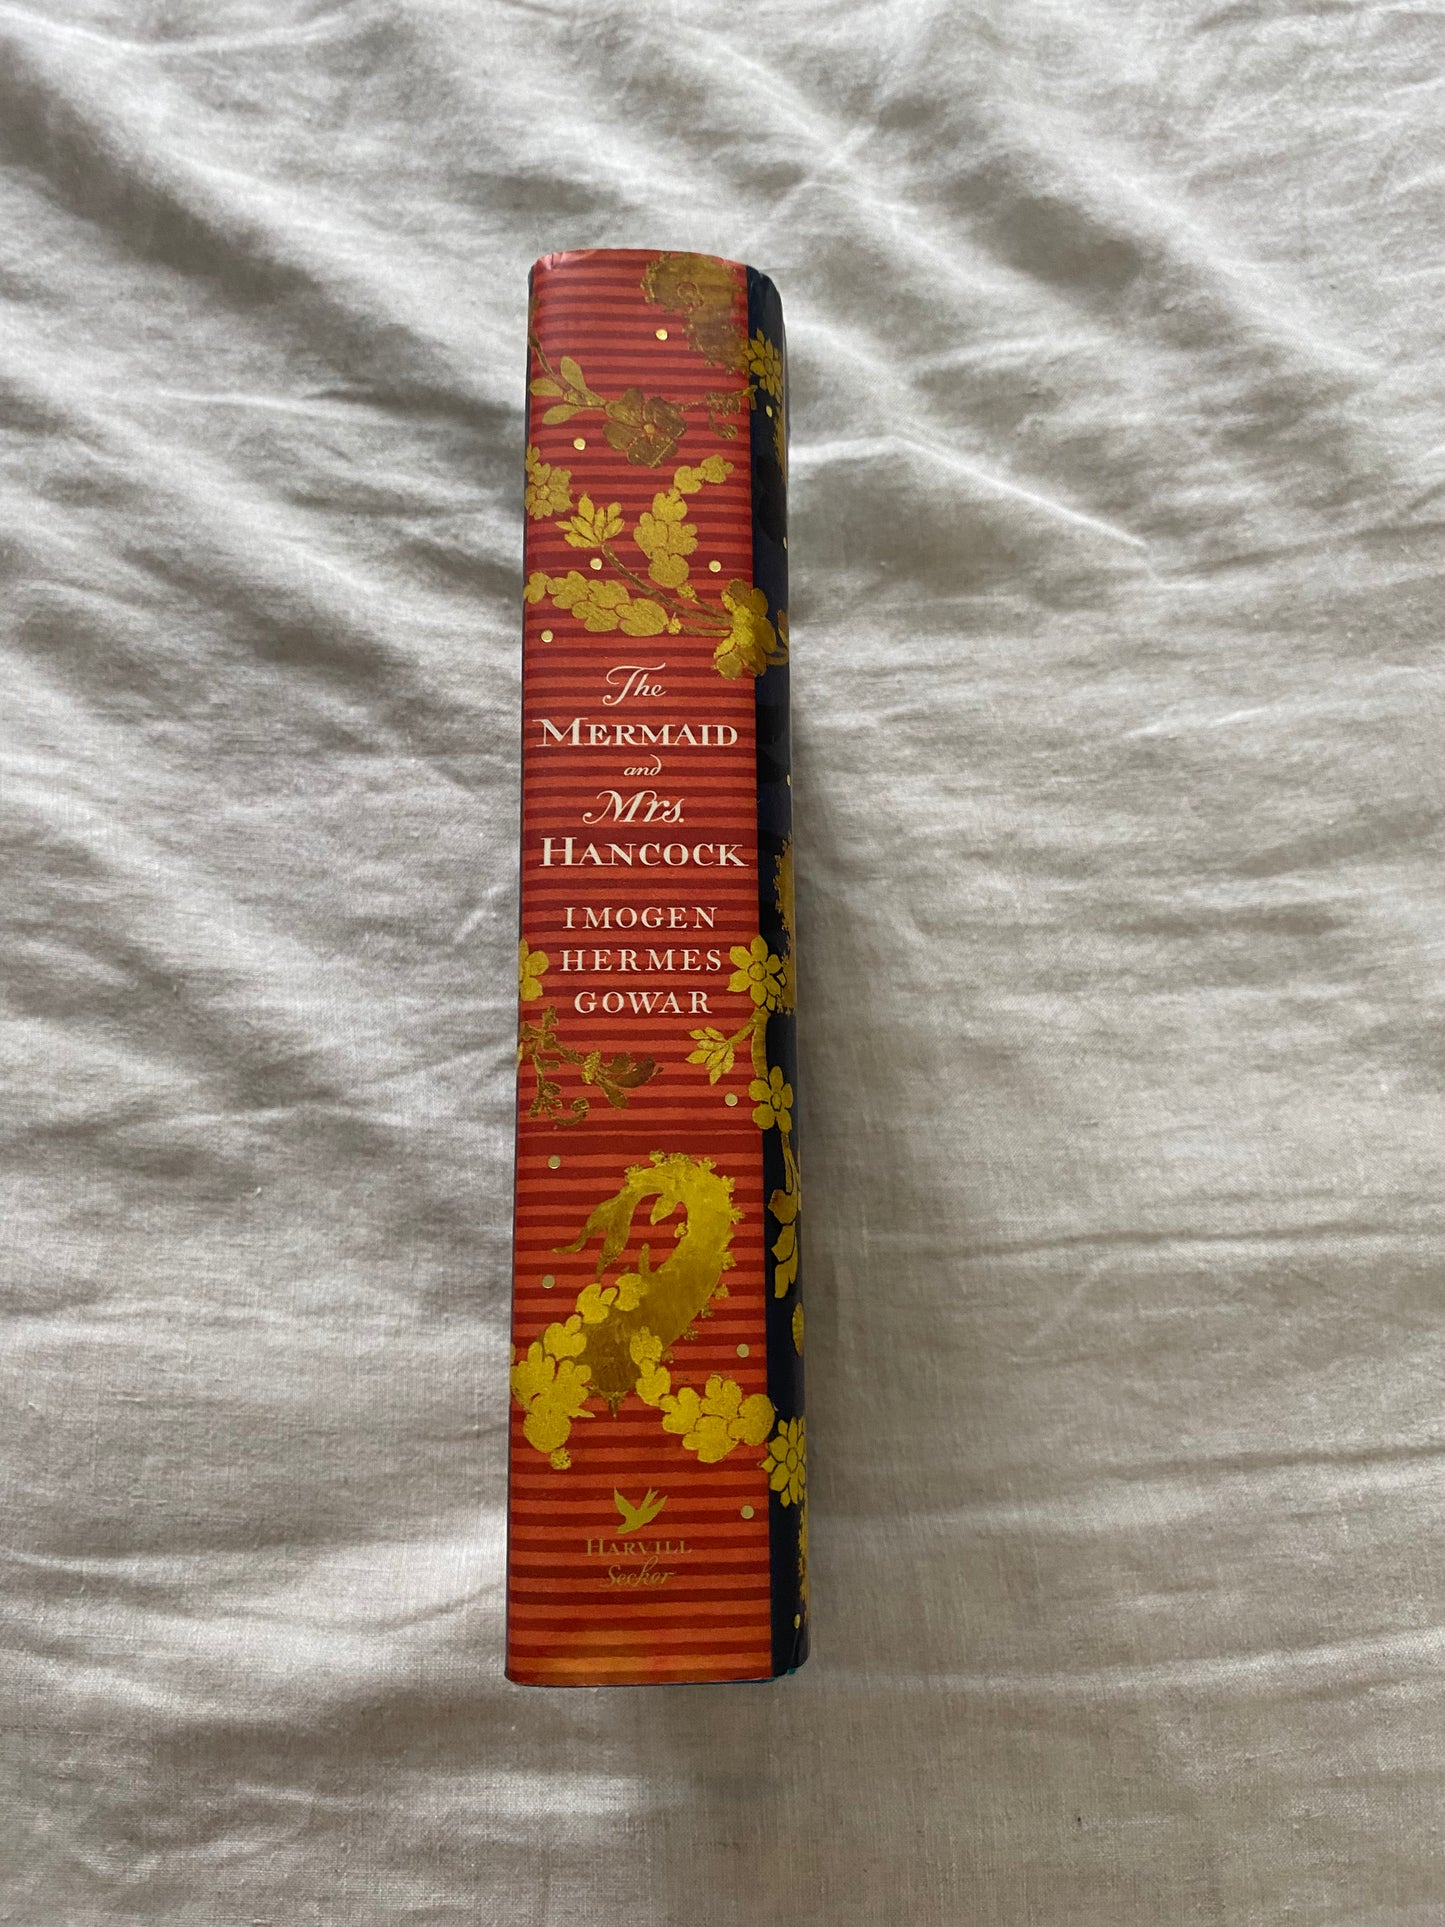 The
MERMAID
and
Mrs.
HANCOCK
IMOGEN
HERMES
GOWAR
HARVILL
Secker